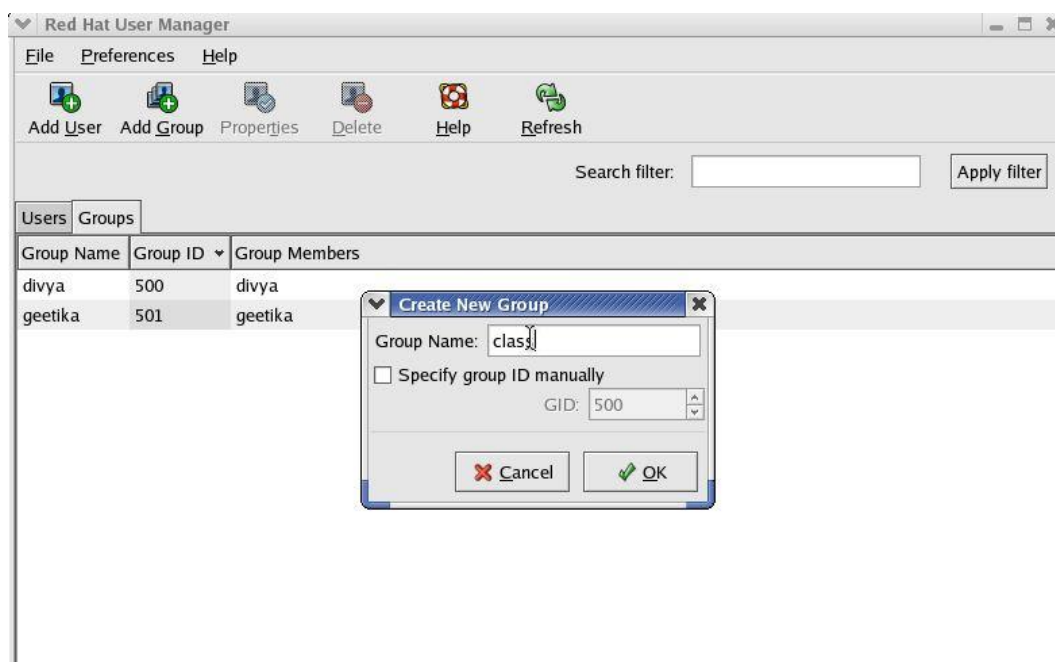 Red Hat User Manager
File Preferences Help
Add User Add Group Properties Delete Help Refresh
Search filter: Apply filter
Users Groups
Group Name Group ID Group Members
divya 500 divya
geetika 501 geetika
Create New Group
Group Name: class
Specify group ID manually
GID: 500
Cancel OK